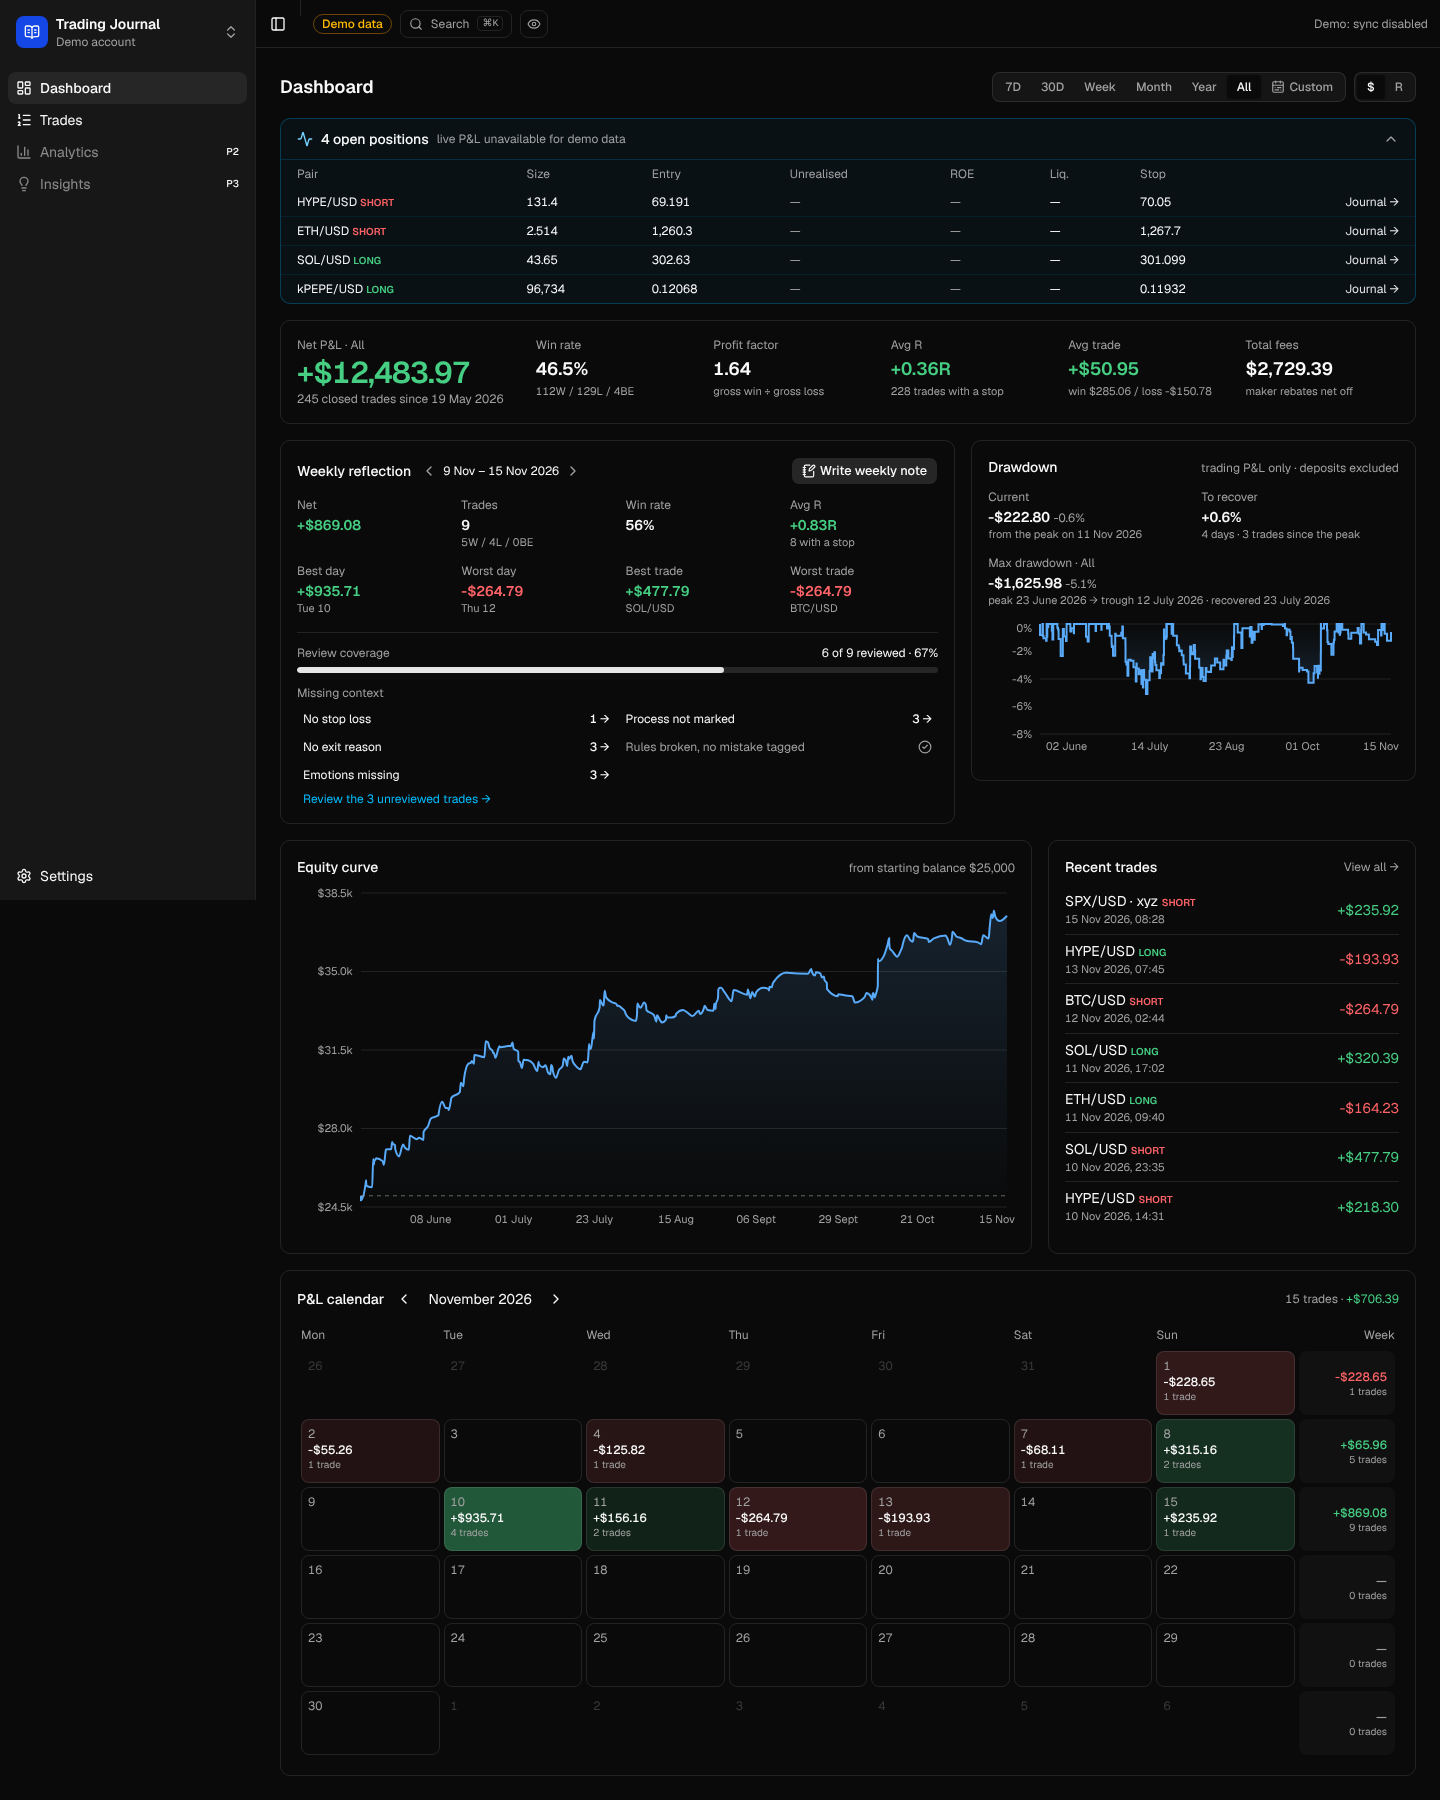 Trading Journal
Demo account
Dashboard
Trades
Analytics P2
Insights P3
Settings
Demo data
Search ⌘K
Demo: sync disabled
Dashboard
7D 30D Week Month Year All Custom $ R
4 open positions live P&L unavailable for demo data
Pair Size Entry Unrealised ROE Liq. Stop
HYPE/USD SHORT 131.4 69.191 — — — 70.05 Journal →
ETH/USD SHORT 2.514 1,260.3 — — — 1,267.7 Journal →
SOL/USD LONG 43.65 302.63 — — — 301.099 Journal →
kPEPE/USD LONG 96,734 0.12068 — — — 0.11932 Journal →
Net P&L · All
+$12,483.97
245 closed trades since 19 May 2026
Win rate
46.5%
112W / 129L / 4BE
Profit factor
1.64
gross win ÷ gross loss
Avg R
+0.36R
228 trades with a stop
Avg trade
+$50.95
win $285.06 / loss -$150.78
Total fees
$2,729.39
maker rebates net off
Weekly reflection 9 Nov – 15 Nov 2026 Write weekly note
Net
+$869.08
Trades
9
5W / 4L / 0BE
Win rate
56%
Avg R
+0.83R
8 with a stop
Best day
+$935.71
Tue 10
Worst day
-$264.79
Thu 12
Best trade
+$477.79
SOL/USD
Worst trade
-$264.79
BTC/USD
Review coverage 6 of 9 reviewed · 67%
Missing context
No stop loss 1 →
Process not marked 3 →
No exit reason 3 →
Rules broken, no mistake tagged
Emotions missing 3 →
Review the 3 unreviewed trades →
Drawdown trading P&L only · deposits excluded
Current
-$222.80 -0.6%
from the peak on 11 Nov 2026
To recover
+0.6%
4 days · 3 trades since the peak
Max drawdown · All
-$1,625.98 -5.1%
peak 23 June 2026 → trough 12 July 2026 · recovered 23 July 2026
0%
-2%
-4%
-6%
-8%
02 June 14 July 23 Aug 01 Oct 15 Nov
Equity curve from starting balance $25,000
$38.5k
$35.0k
$31.5k
$28.0k
$24.5k
08 June 01 July 23 July 15 Aug 06 Sept 29 Sept 21 Oct 15 Nov
Recent trades View all →
SPX/USD · xyz SHORT
15 Nov 2026, 08:28
+$235.92
HYPE/USD LONG
13 Nov 2026, 07:45
-$193.93
BTC/USD SHORT
12 Nov 2026, 02:44
-$264.79
SOL/USD LONG
11 Nov 2026, 17:02
+$320.39
ETH/USD LONG
11 Nov 2026, 09:40
-$164.23
SOL/USD SHORT
10 Nov 2026, 23:35
+$477.79
HYPE/USD SHORT
10 Nov 2026, 14:31
+$218.30
P&L calendar November 2026 15 trades · +$706.39
Mon Tue Wed Thu Fri Sat Sun Week
26 27 28 29 30 31 1
-$228.65 -$228.65
1 trade 1 trades
2 3 4 5 6 7 8
-$55.26 -$125.82 -$68.11 +$315.16 +$65.96
1 trade 1 trade 1 trade 2 trades 5 trades
9 10 11 12 13 14 15
+$935.71 +$156.16 -$264.79 -$193.93 +$235.92 +$869.08
4 trades 2 trades 1 trade 1 trade 1 trade 9 trades
16 17 18 19 20 21 22 —
0 trades
23 24 25 26 27 28 29 —
0 trades
30 1 2 3 4 5 6 —
0 trades